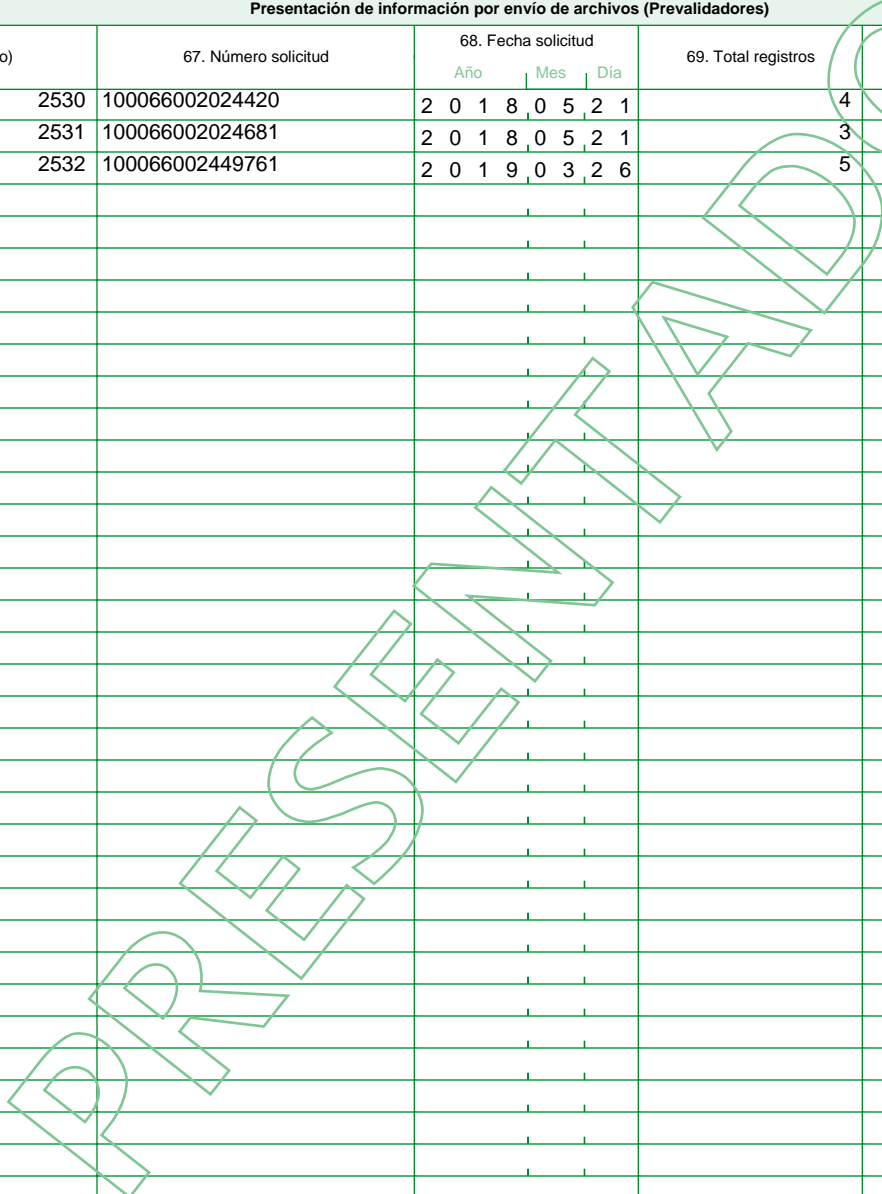 Presentación de información por envío de archivos (Prevalidadores)
o) 67. Número solicitud 68. Fecha solicitud 69. Total registros
Año Mes Día
2530 100066002024420 2 0 1 8 0 5 2 1 4
2531 100066002024681 2 0 1 8 0 5 2 1 3
2532 100066002449761 2 0 1 9 0 3 2 6 5
PRESENTADO